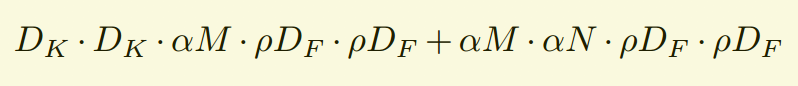 D_K · D_K · αM · ρD_F · ρD_F + αM · αN · ρD_F · ρD_F